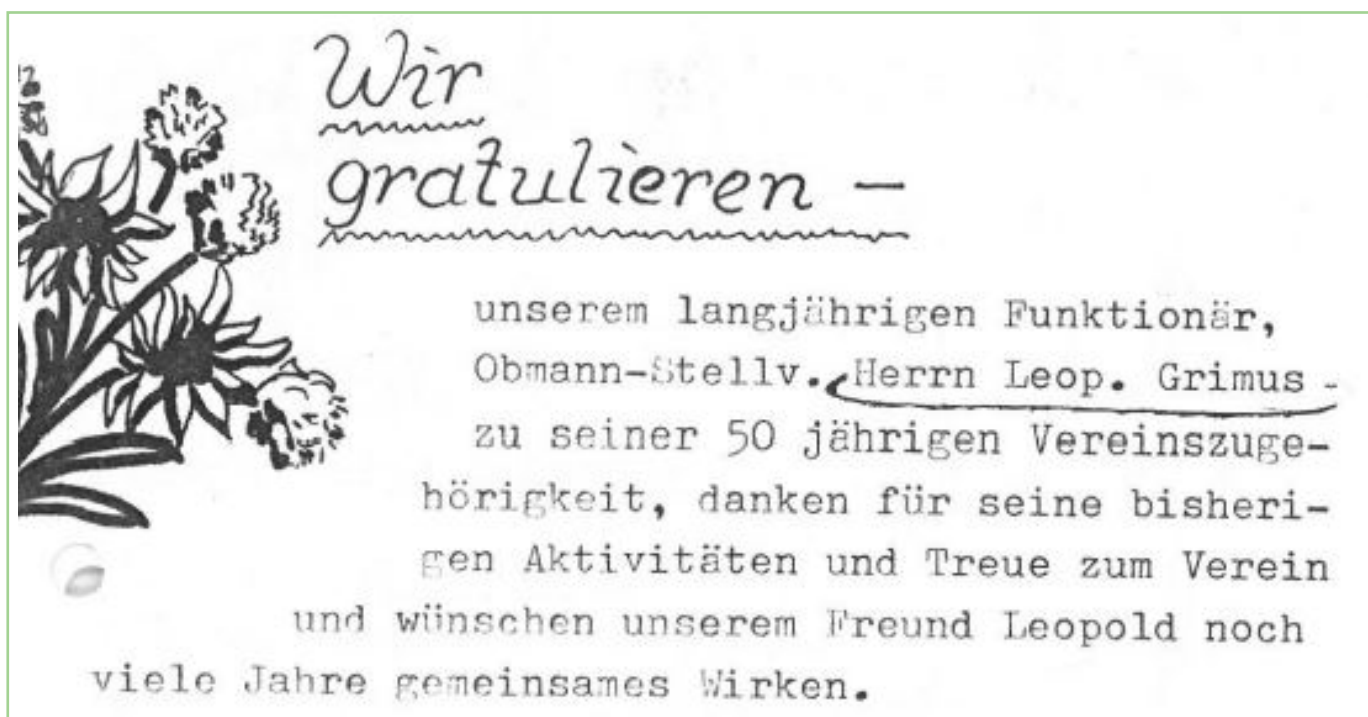 Wir
gratulieren -
unserem langjährigen Funktionär,
Obmann-Stellv. Herrn Leop. Grimus -
zu seiner 50 jährigen Vereinszuge-
hörigkeit, danken für seine bisheri-
gen Aktivitäten und Treue zum Verein
und wünschen unserem Freund Leopold noch
viele Jahre gemeinsames Wirken.